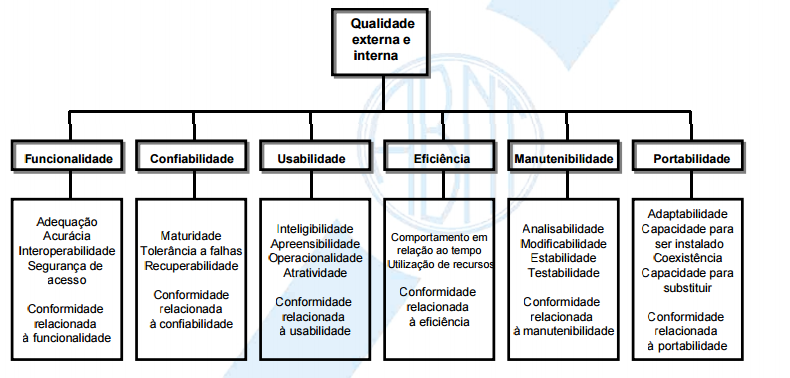 Qualidade
externa e
interna
ABNT
Funcionalidade
Confiabilidade
Usabilidade
Eficiência
Manutenibilidade
Portabilidade
Adequação
Acurácia
Interoperabilidade
Segurança de
acesso
Conformidade
relacionada
à funcionalidade
Maturidade
Tolerância a falhas
Recuperabilidade
Conformidade
relacionada
à confiabilidade
Inteligibilidade
Apreensibilidade
Operacionalidade
Atratividade
Conformidade
relacionada
à usabilidade
Comportamento em
relação ao tempo
Utilização de recursos
Conformidade
relacionada
à eficiência
Analisabilidade
Modificabilidade
Estabilidade
Testabilidade
Conformidade
relacionada
à manutenibilidade
Adaptabilidade
Capacidade para
ser instalado
Coexistência
Capacidade para
substituir
Conformidade
relacionada
à portabilidade